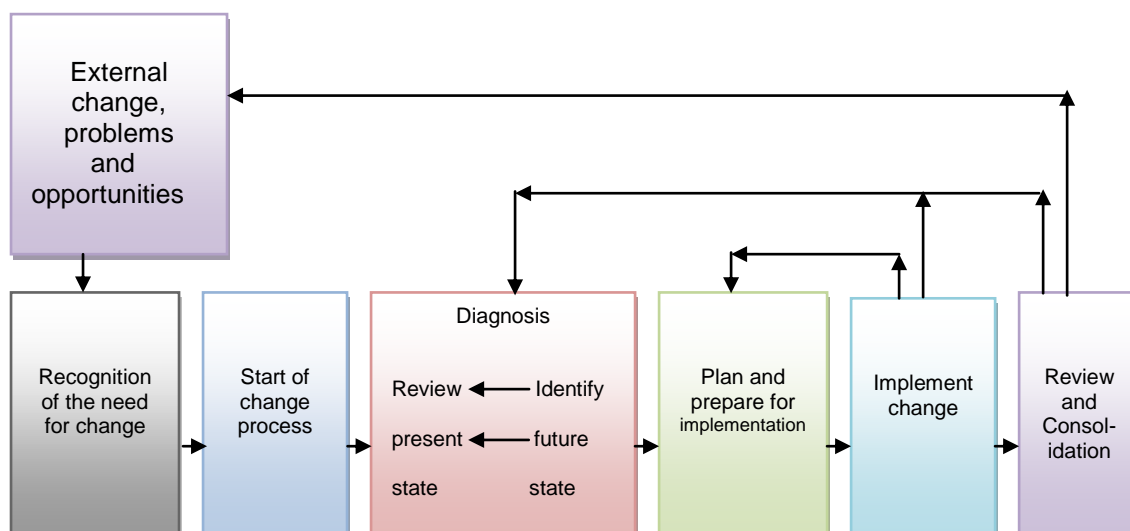 External
change,
problems
and
opportunities
Recognition
of the need
for change
Start of
change
process
Diagnosis
Review Identify
present future
state state
Plan and
prepare for
implementation
Implement
change
Review
and
Consol-
idation